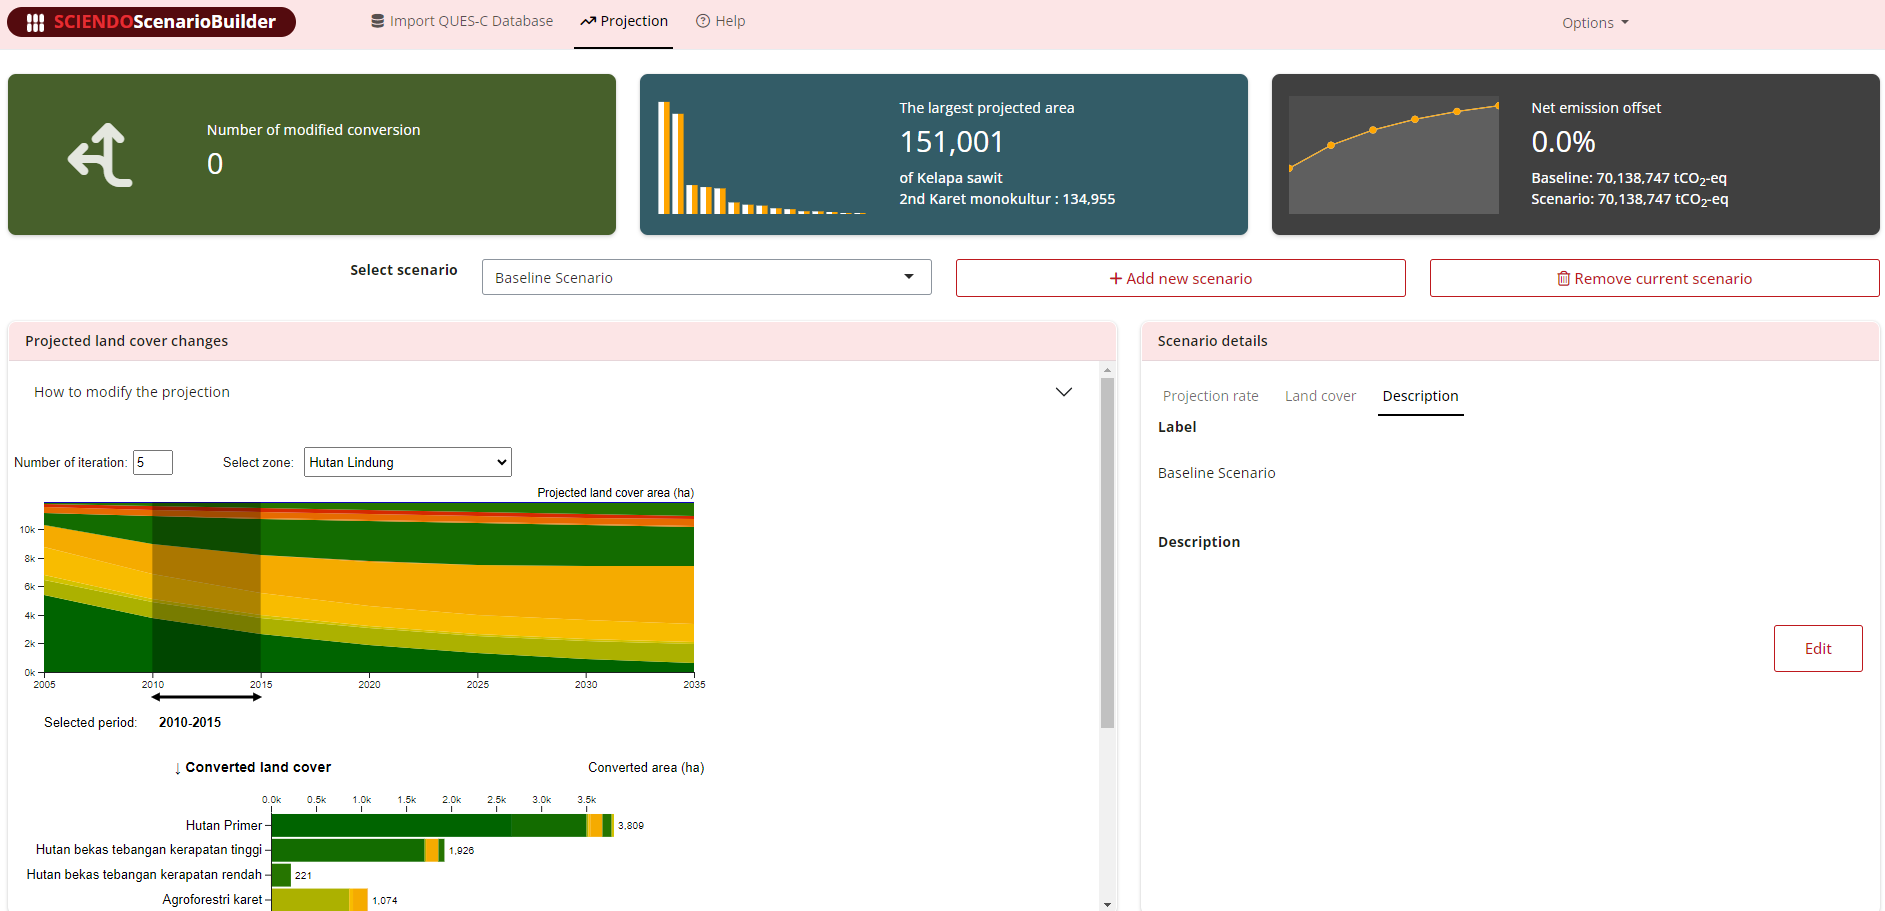 SCIENDOScenarioBuilder
Import QUES-C Database
Projection
Help
Options
Number of modified conversion
0
The largest projected area
151,001
of Kelapa sawit
2nd Karet monokultur : 134,955
Net emission offset
0.0%
Baseline: 70,138,747 tCO2-eq
Scenario: 70,138,747 tCO2-eq
Select scenario
Baseline Scenario
Add new scenario
Remove current scenario
Projected land cover changes
How to modify the projection
Number of iteration: 5
Select zone: Hutan Lindung
Projected land cover area (ha)
10k
8k
6k
4k
2k
0k
2005 2010 2015 2020 2025 2030 2035
Selected period: 2010-2015
↓ Converted land cover
Converted area (ha)
0.0k 0.5k 1.0k 1.5k 2.0k 2.5k 3.0k 3.5k
Hutan Primer 3,809
Hutan bekas tebangan kerapatan tinggi 1,926
Hutan bekas tebangan kerapatan rendah 221
Agroforestri karet 1,074
Scenario details
Projection rate
Land cover
Description
Label
Baseline Scenario
Description
Edit